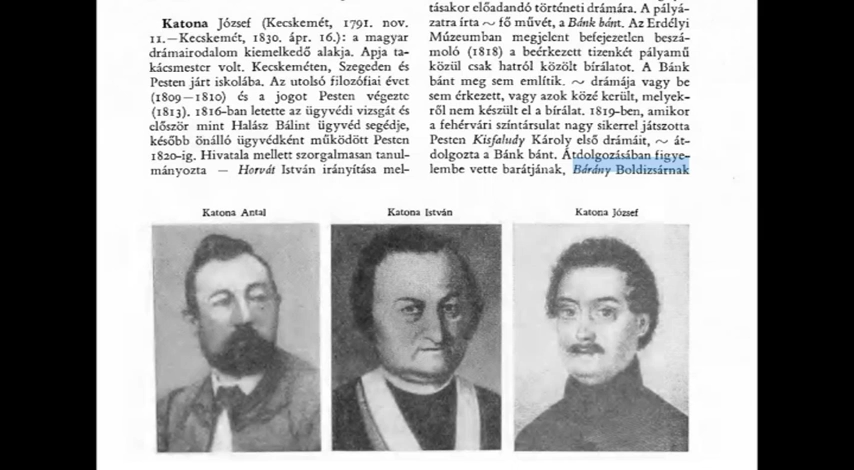 Katona József (Kecskemét, 1791. nov.
11.—Kecskemét, 1830. ápr. 16.): a magyar
drámairodalom kiemelkedő alakja. Apja ta-
kácsmester volt. Kecskeméten, Szegeden és
Pesten járt iskolába. Az utolsó filozófiai évet
(1809—1810) és a jogot Pesten végezte
(1813). 1816-ban letette az ügyvédi vizsgát és
először mint Halász Bálint ügyvéd segédje,
később önálló ügyvédként működött Pesten
1820-ig. Hivatala mellett szorgalmasan tanul-
mányozta — Horvát István irányítása mel-
tásakor előadandó történeti drámára. A pályá-
zatra írta ~ fő művét, a Bánk bánt. Az Erdélyi
Múzeumban megjelent befejezetlen beszá-
moló (1818) a beérkezett tizenkét pályamű
közül csak hatról közölt bírálatot. A Bánk
bánt meg sem említik. ~ drámája vagy be
sem érkezett, vagy azok közé került, melyek-
ről nem készült el a bírálat. 1819-ben, amikor
a fehérvári színtársulat nagy sikerrel játszotta
Pesten Kisfaludy Károly első drámáit, ~ át-
dolgozta a Bánk bánt. Átdolgozásában figye-
lembe vette barátjának, Bárány Boldizsárnak
Katona Antal
Katona István
Katona József